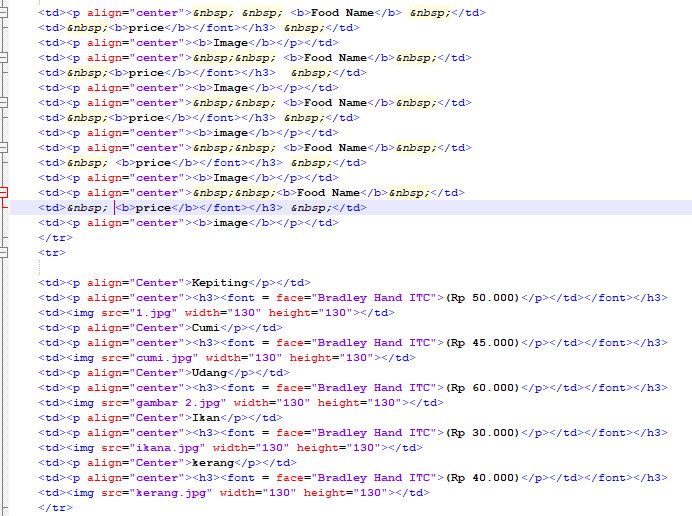 <td><p align="center">&nbsp; &nbsp; <b>Food Name</b> &nbsp;</td>
<td>&nbsp;<b>price</b></font></h3> &nbsp;</td>
<td><p align="center"><b>Image</b></p></td>
<td><p align="center">&nbsp;&nbsp; <b>Food Name</b>&nbsp;</td>
<td>&nbsp;<b>price</b></font></h3>  &nbsp;</td>
<td><p align="center"><b>Image</b></p></td>
<td><p align="center">&nbsp;&nbsp; <b>Food Name</b>&nbsp;</td>
<td>&nbsp;<b>price</b></font></h3> &nbsp;</td>
<td><p align="center"><b>image</b></p></td>
<td><p align="center">&nbsp;&nbsp; <b>Food Name</b>&nbsp;</td>
<td>&nbsp; <b>price</b></font></h3> &nbsp;</td>
<td><p align="center"><b>Image</b></p></td>
<td><p align="center">&nbsp;&nbsp;<b>Food Name</b>&nbsp;</td>
<td>&nbsp; <b>price</b></font></h3> &nbsp;</td>
<td><p align="center"><b>image</b></p></td>
</tr>
<tr>
<td><p align="Center">Kepiting</p></td>
<td><p align="center"><h3><font = face="Bradley Hand ITC">(Rp 50.000)</p></td></font></h3>
<td><img src="1.jpg" width="130" height="130"></td>
<td><p align="Center">Cumi</p></td>
<td><p align="center"><h3><font = face="Bradley Hand ITC">(Rp 45.000)</p></td></font></h3>
<td><img src="cumi.jpg" width="130" height="130"></td>
<td><p align="Center">Udang</p></td>
<td><p align="center"><h3><font = face="Bradley Hand ITC">(Rp 60.000)</p></td></font></h3>
<td><img src="gambar 2.jpg" width="130" height="130"></td>
<td><p align="Center">Ikan</p></td>
<td><p align="center"><h3><font = face="Bradley Hand ITC">(Rp 30.000)</p></td></font></h3>
<td><img src="ikana.jpg" width="130" height="130"></td>
<td><p align="Center">kerang</p></td>
<td><p align="center"><h3><font = face="Bradley Hand ITC">(Rp 40.000)</p></td></font></h3>
<td><img src="kerang.jpg" width="130" height="130"></td>
</tr>